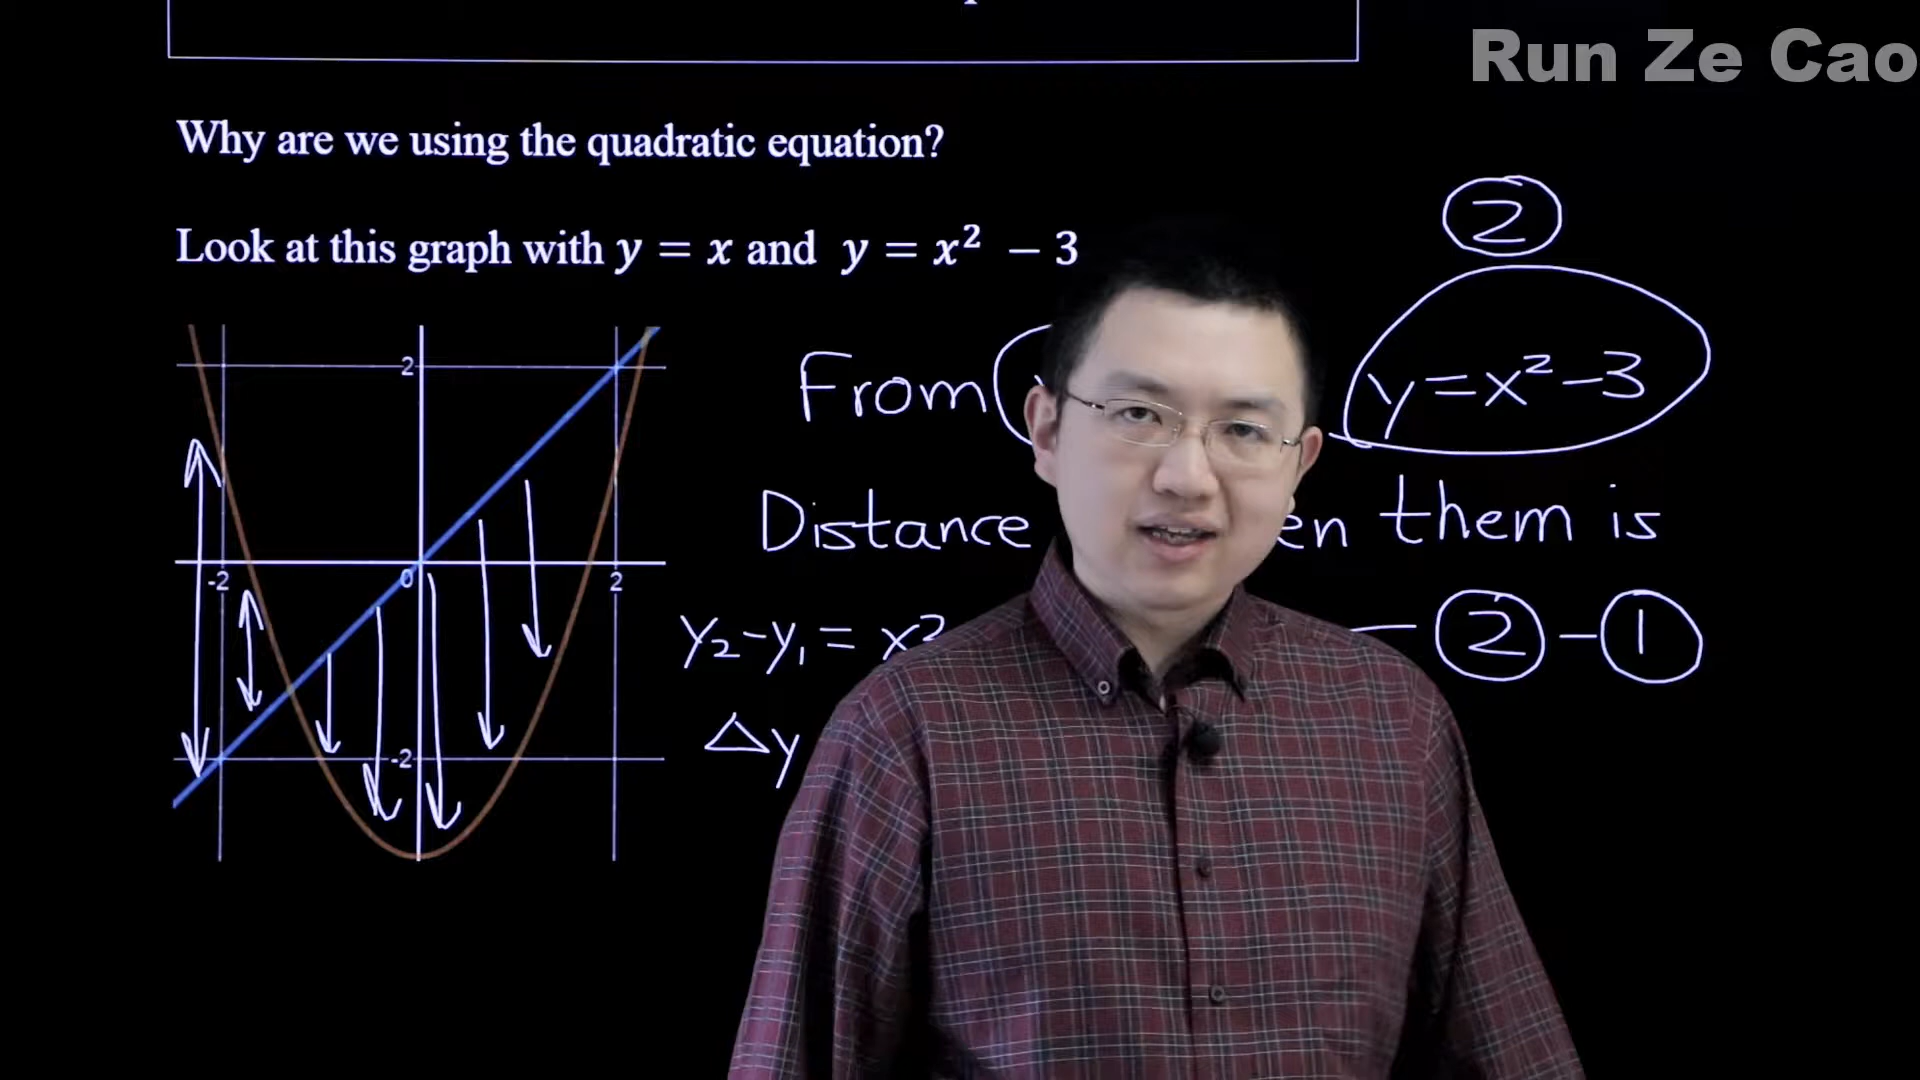 Run Ze Cao
Why are we using the quadratic equation?
Look at this graph with y = x and y = x² − 3
2
From y=x²−3
Distance them is
y₂−y₁ = x² − 2 − 1
Δy
2
-2 0 2
-2